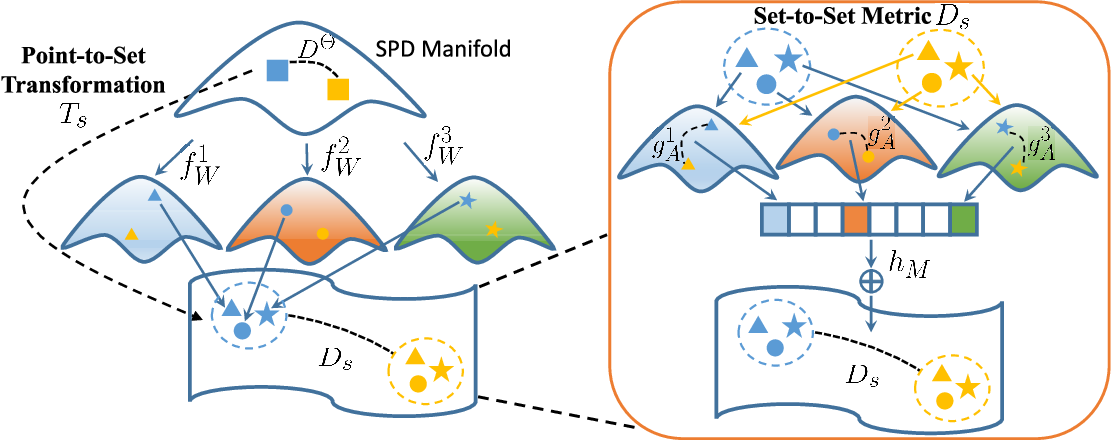 Point-to-Set
Transformation
T_s
D^Θ
SPD Manifold
f_W^1
f_W^2
f_W^3
D_s
Set-to-Set Metric D_s
g_A^1
g_A^2
g_A^3
h_M
D_s